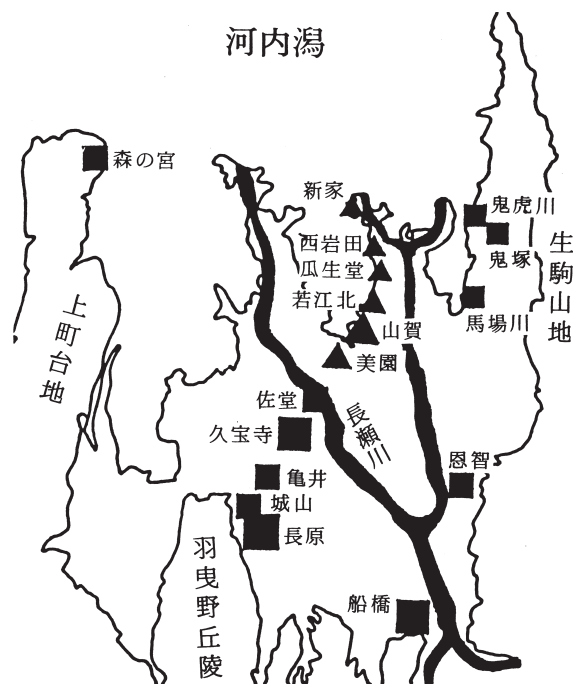 河内潟
森の宮
新家
鬼虎川
鬼塚
生駒山地
西岩田
瓜生堂
若江北
馬場川
山賀
美園
上町台地
佐堂
久宝寺
長瀬川
恩智
亀井
城山
長原
羽曳野丘陵
船橋